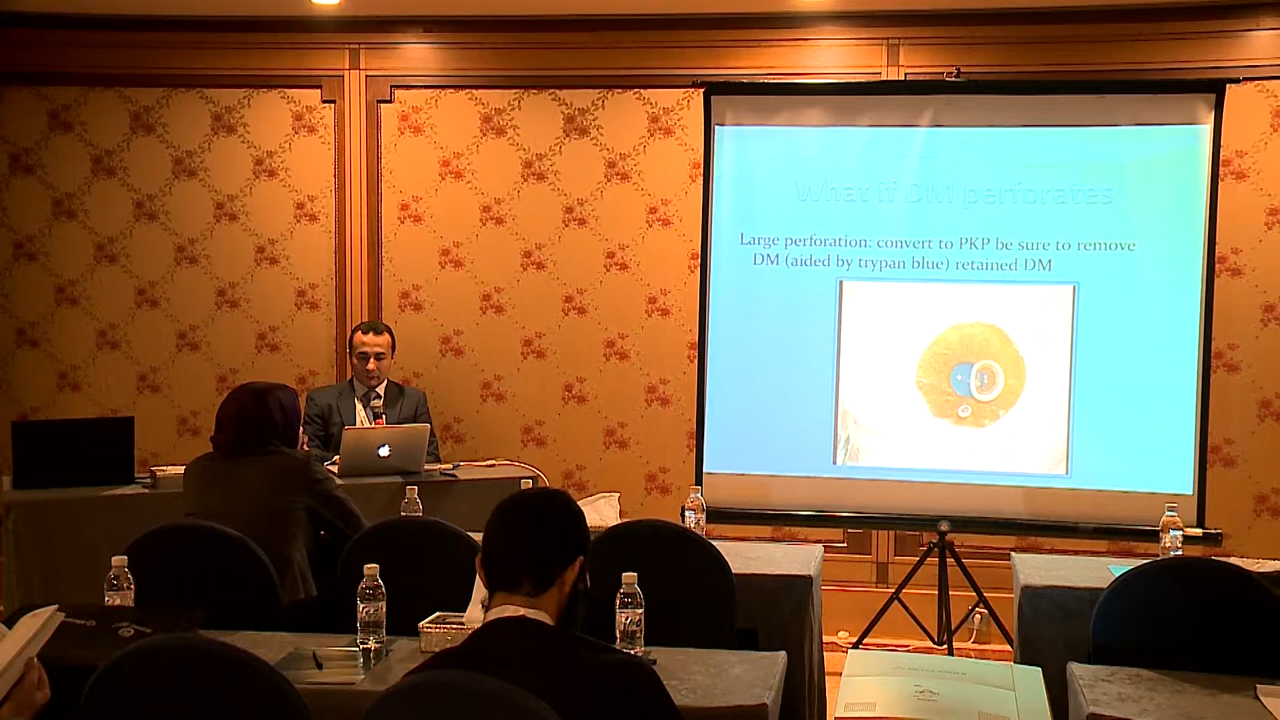 What if DM perforates
Large perforation: convert to PKP be sure to remove
DM (aided by trypan blue) retained DM